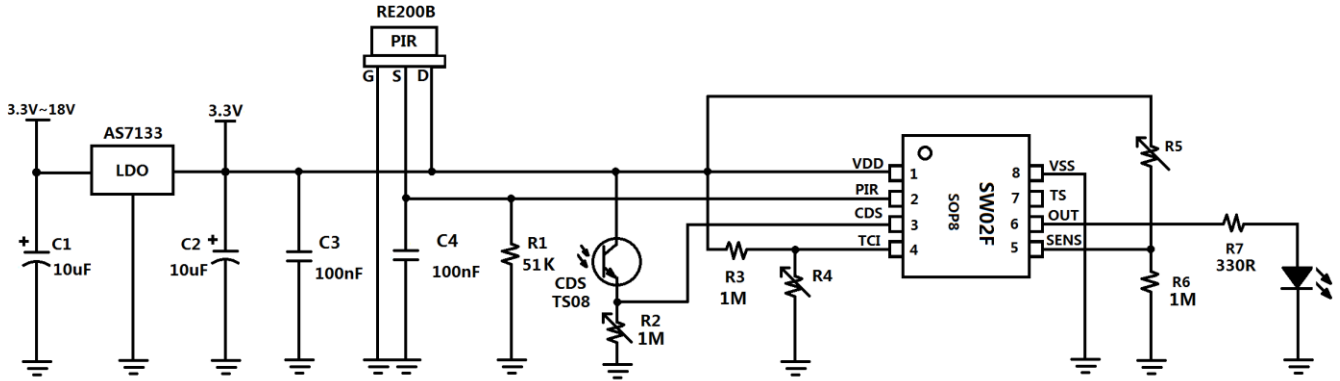 RE200B
PIR
G S D
3.3V~18V
3.3V
AS7133
LDO
C1
10uF
C2
10uF
C3
100nF
C4
100nF
R1
51K
CDS
TS08
R2
1M
R3
1M
R4
VDD
PIR
CDS
TCI
1
2
3
4
SOP8
SW02F
8
7
6
5
VSS
TS
OUT
SENS
R5
R6
1M
R7
330R
+
+